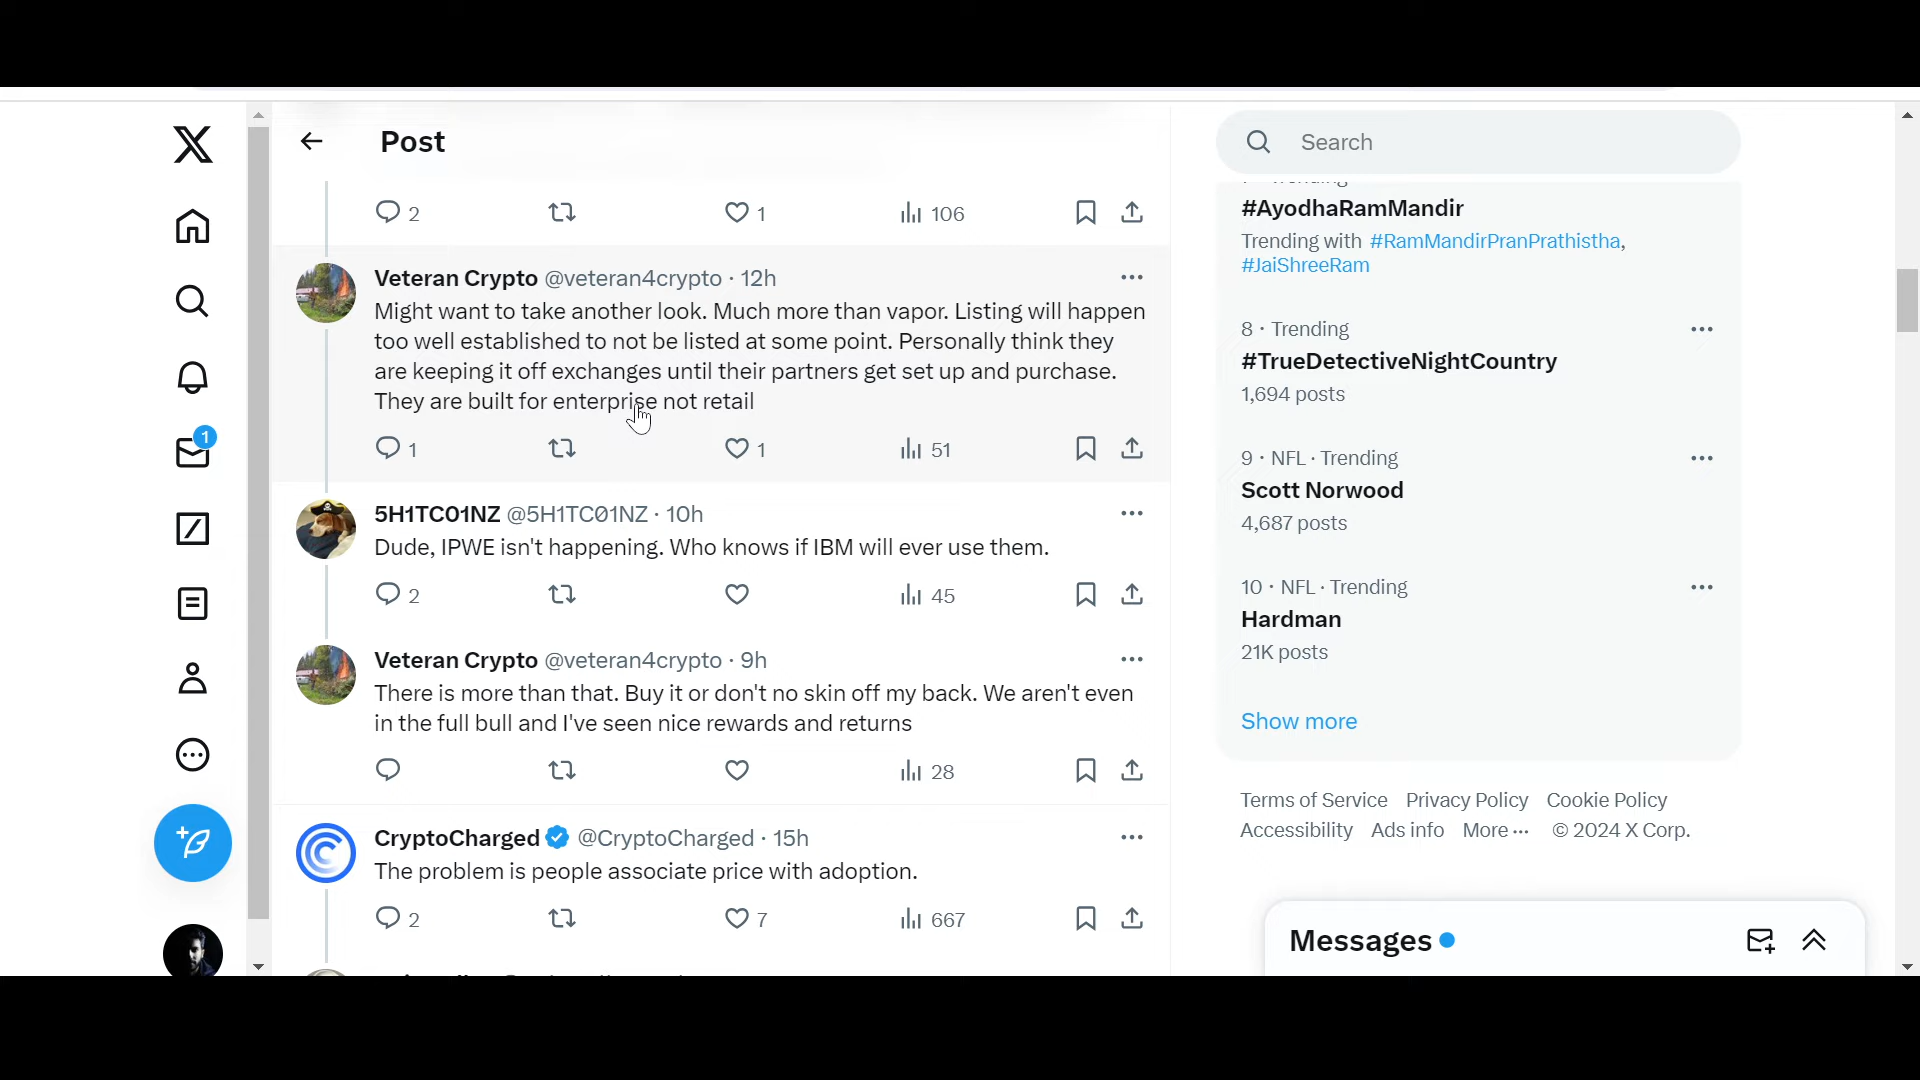 Post
Search
2 1 106
Veteran Crypto @veteran4crypto · 12h
Might want to take another look. Much more than vapor. Listing will happen
too well established to not be listed at some point. Personally think they
are keeping it off exchanges until their partners get set up and purchase.
They are built for enterprise not retail
1 1 51
5H1TC01NZ @5H1TC01NZ · 10h
Dude, IPWE isn't happening. Who knows if IBM will ever use them.
2 45
Veteran Crypto @veteran4crypto · 9h
There is more than that. Buy it or don't no skin off my back. We aren't even
in the full bull and I've seen nice rewards and returns
28
CryptoCharged @CryptoCharged · 15h
The problem is people associate price with adoption.
2 7 667
1
#AyodhaRamMandir
Trending with #RamMandirPranPrathistha,
#JaiShreeRam
8 · Trending
#TrueDetectiveNightCountry
1,694 posts
9 · NFL · Trending
Scott Norwood
4,687 posts
10 · NFL · Trending
Hardman
21K posts
Show more
Terms of Service Privacy Policy Cookie Policy
Accessibility Ads info More ··· © 2024 X Corp.
Messages